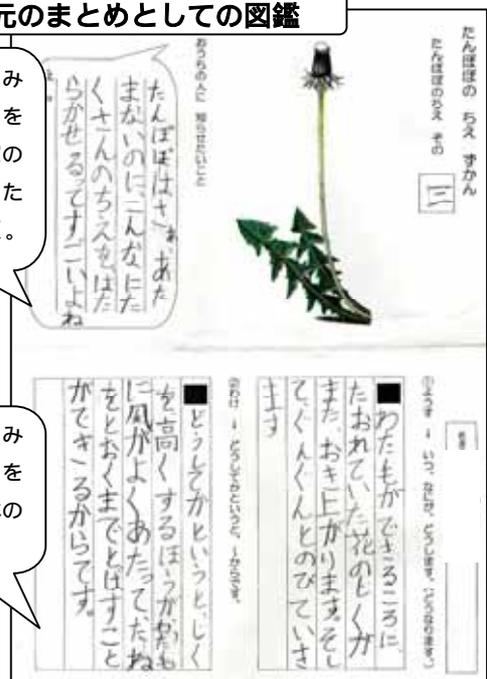 元のまとめとしての図鑑
たんぽぽの ちえ ずかん
たんぽぽのちえ その
三
おうちの人に 知らせたいこと
たんぽぽはさぁ、あた
まないのに、こんなにた
くさんのちえをはた
らかせるってすごいよね
え。
み
を
の
た
。
①ようす ー いつ、なにが、どうします。(どうなります。)
わたもができるころに、
たおれていた花のじくが
また、おき上がります。そし
て、ぐんぐんとのびていき
ます
②わけ ー どうしてかというと、~からです。
どうしてかというと、じく
を高くするほうがわたも
に風がよくあたって、たね
をとおくまでとばすこと
ができるからです。
み
を
の